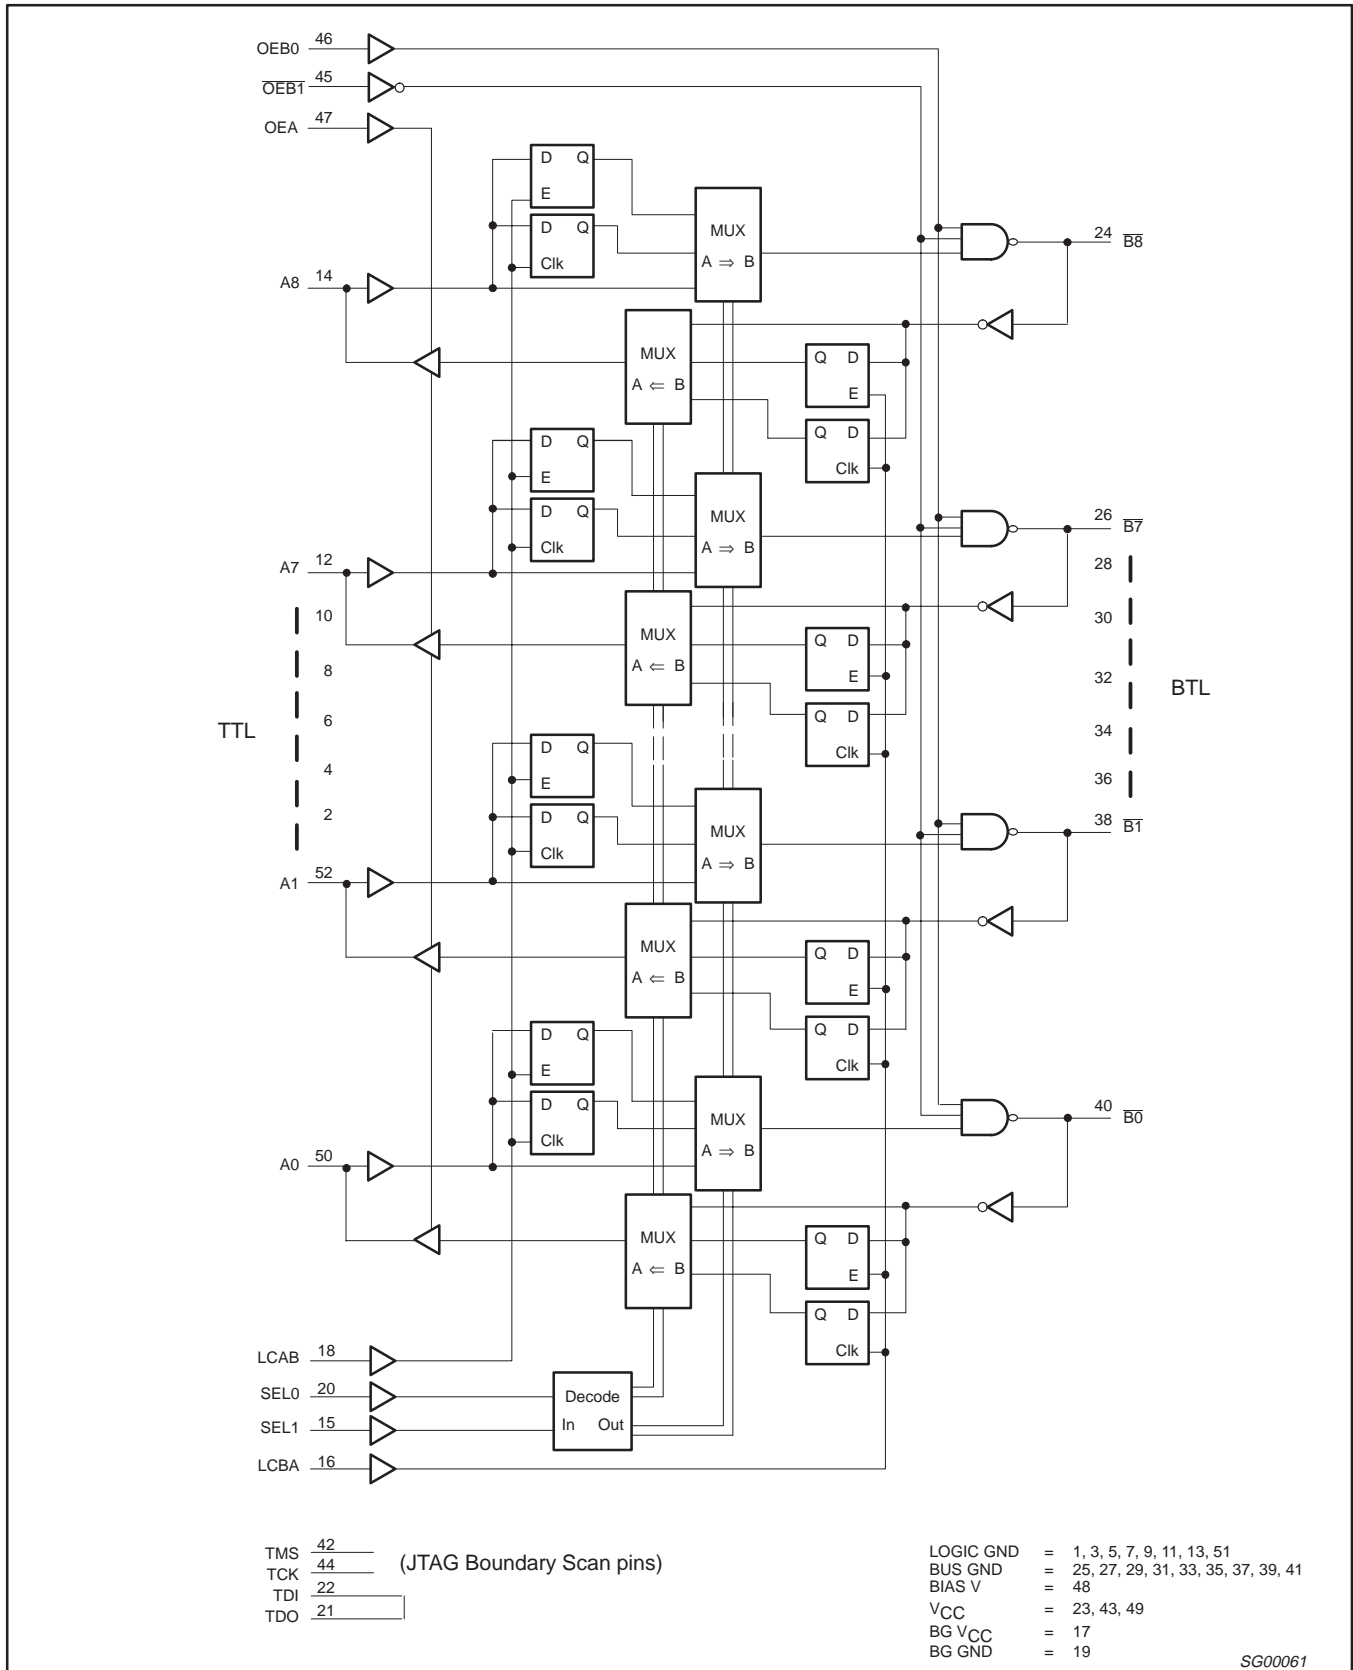 OEB0 46
OEB1 45
OEA 47
D Q
E
D Q
Clk
MUX
A ⇒ B
24 B8
A8 14
MUX
A ⇐ B
Q D
E
Q D
Clk
D Q
E
D Q
Clk
MUX
A ⇒ B
26 B7
A7 12
28
10
30
MUX
A ⇐ B
Q D
E
Q D
Clk
8
32
BTL
TTL
6
34
4
36
2
D Q
E
D Q
Clk
MUX
A ⇒ B
38 B1
A1 52
MUX
A ⇐ B
Q D
E
Q D
Clk
D Q
E
D Q
Clk
MUX
A ⇒ B
40 B0
A0 50
MUX
A ⇐ B
Q D
E
Q D
Clk
LCAB 18
SEL0 20
SEL1 15
LCBA 16
Decode
In Out
TMS 42
TCK 44
TDI 22
TDO 21
(JTAG Boundary Scan pins)
LOGIC GND = 1, 3, 5, 7, 9, 11, 13, 51
BUS GND = 25, 27, 29, 31, 33, 35, 37, 39, 41
BIAS V = 48
VCC = 23, 43, 49
BG VCC = 17
BG GND = 19
SG00061